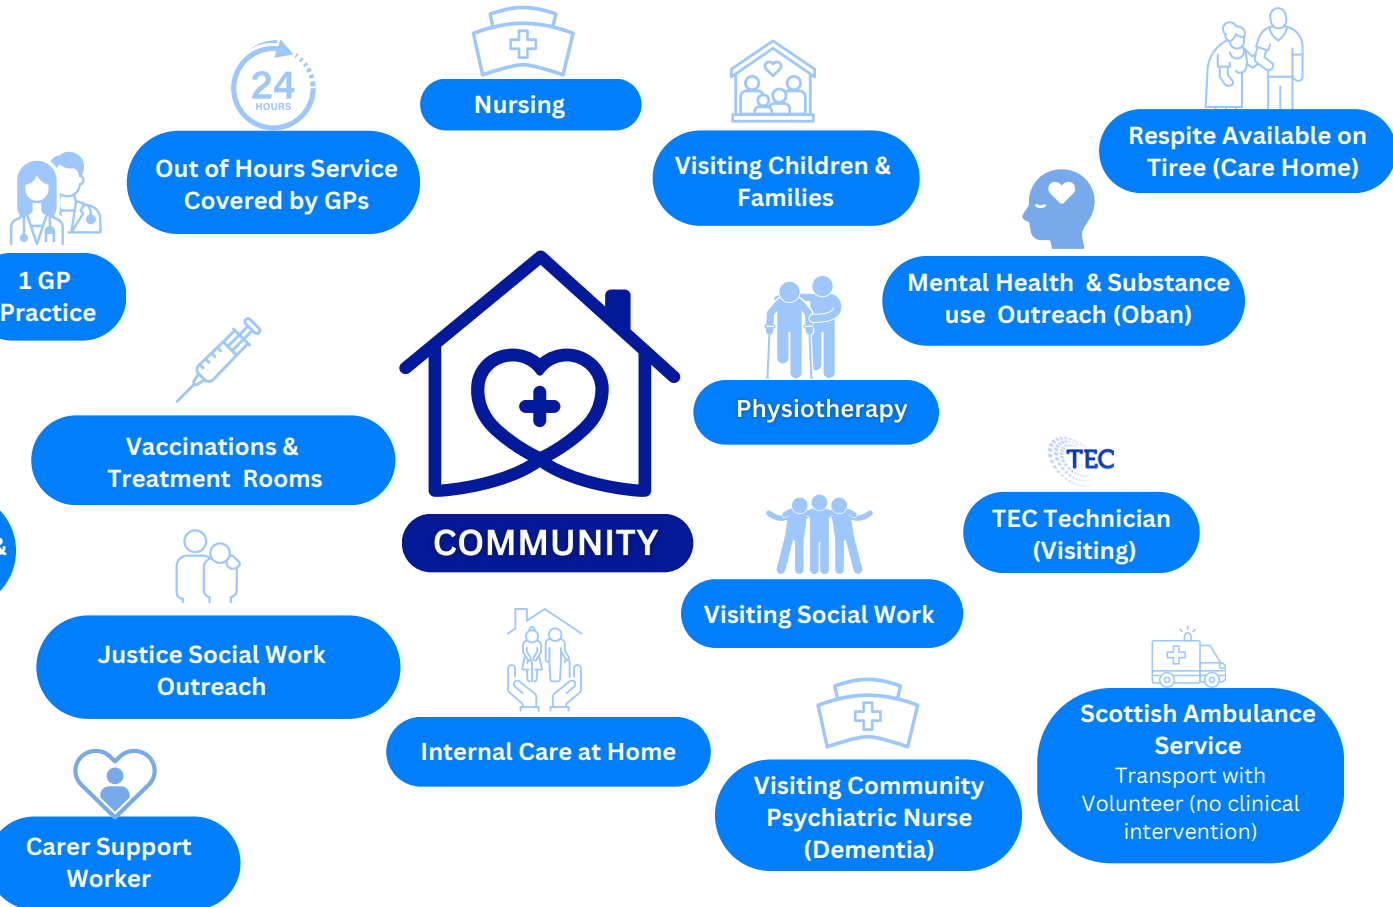 Nursing
24
HOURS
Out of Hours Service
Covered by GPs
Visiting Children &
Families
Respite Available on
Tiree (Care Home)
1 GP
Practice
Mental Health & Substance
use Outreach (Oban)
Vaccinations &
Treatment Rooms
Physiotherapy
TEC
TEC Technician
(Visiting)
COMMUNITY
&
Visiting Social Work
Justice Social Work
Outreach
Internal Care at Home
Scottish Ambulance
Service
Transport with
Volunteer (no clinical
intervention)
Visiting Community
Psychiatric Nurse
(Dementia)
Carer Support
Worker